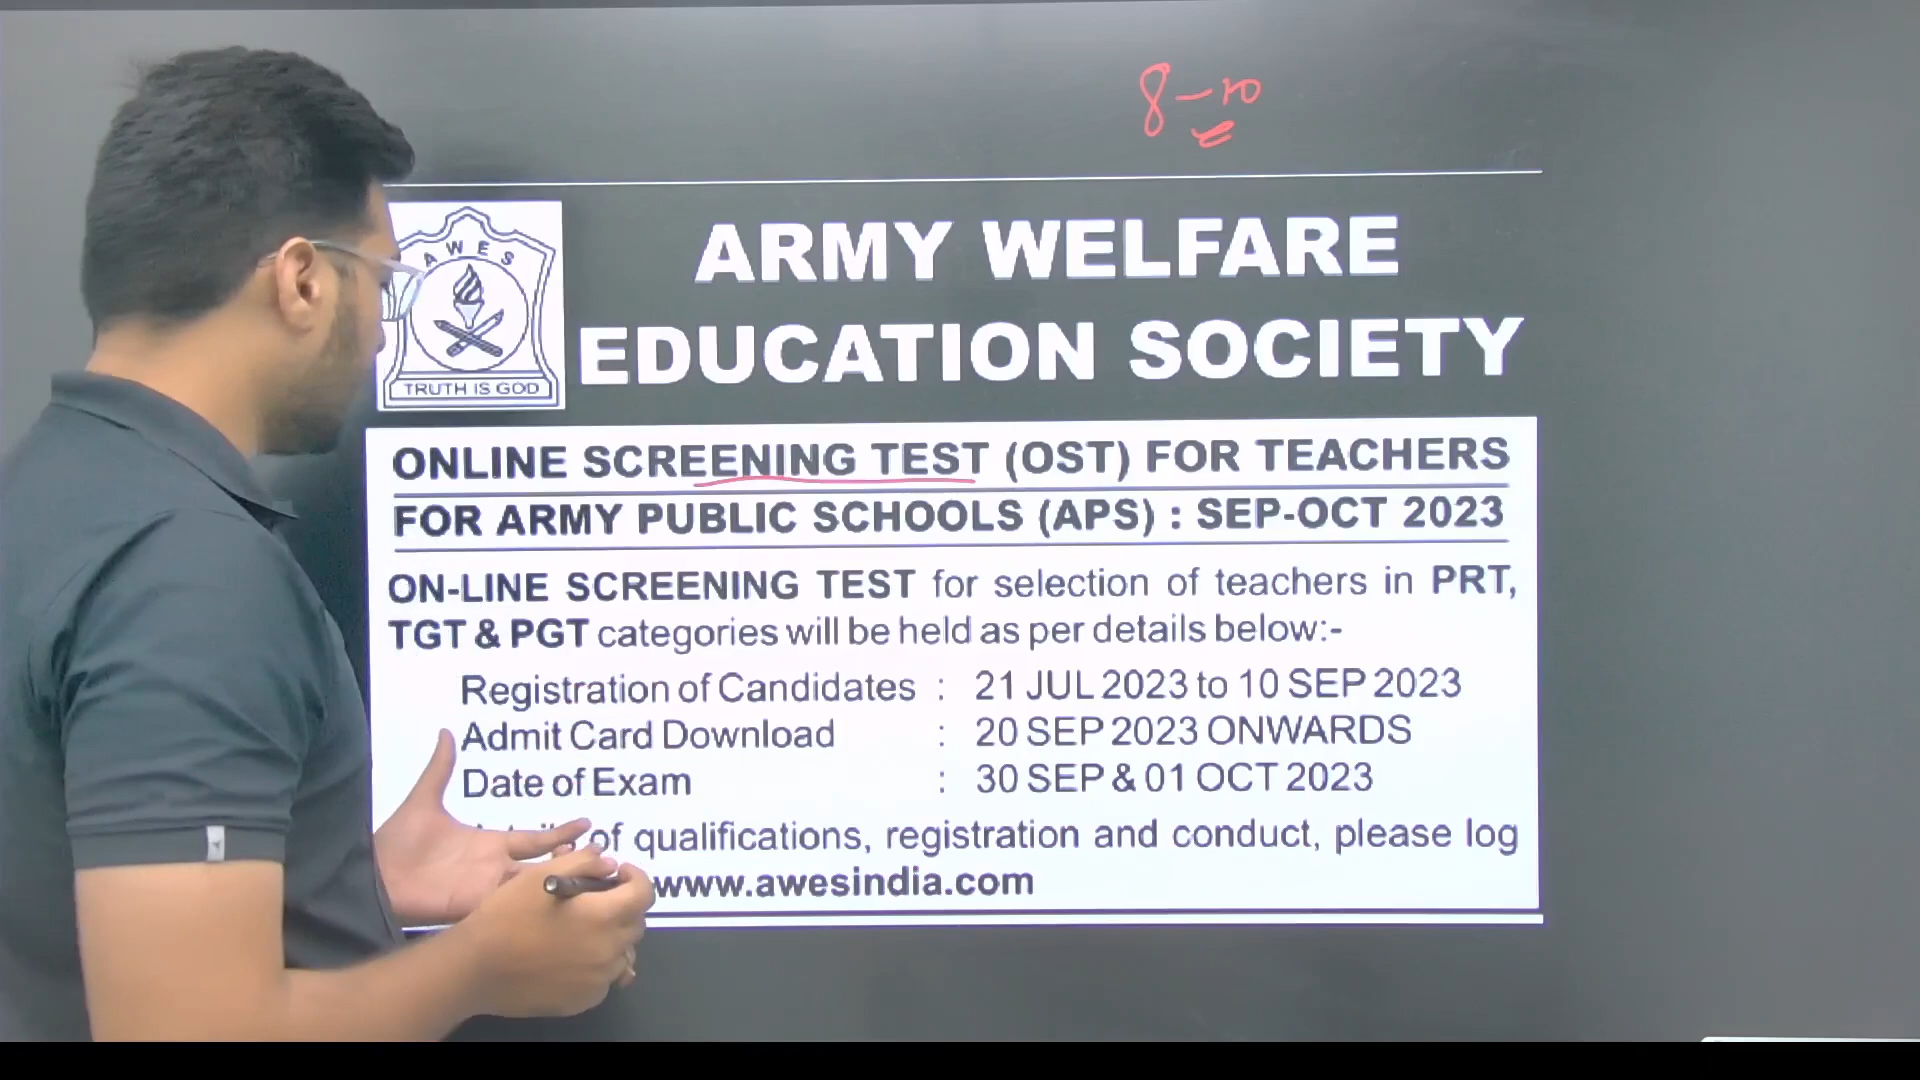 8-10
AWES
TRUTH IS GOD
ARMY WELFARE
EDUCATION SOCIETY
ONLINE SCREENING TEST (OST) FOR TEACHERS
FOR ARMY PUBLIC SCHOOLS (APS) : SEP-OCT 2023
ON-LINE SCREENING TEST for selection of teachers in PRT,
TGT & PGT categories will be held as per details below:-
Registration of Candidates : 21 JUL 2023 to 10 SEP 2023
Admit Card Download : 20 SEP 2023 ONWARDS
Date of Exam : 30 SEP & 01 OCT 2023
of qualifications, registration and conduct, please log
www.awesindia.com